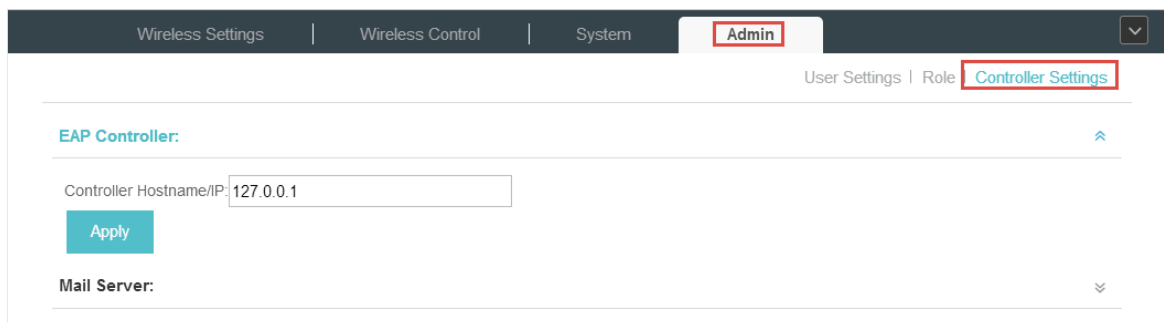 Wireless Settings | Wireless Control | System Admin
User Settings | Role | Controller Settings
EAP Controller:
Controller Hostname/IP: 127.0.0.1
Apply
Mail Server: